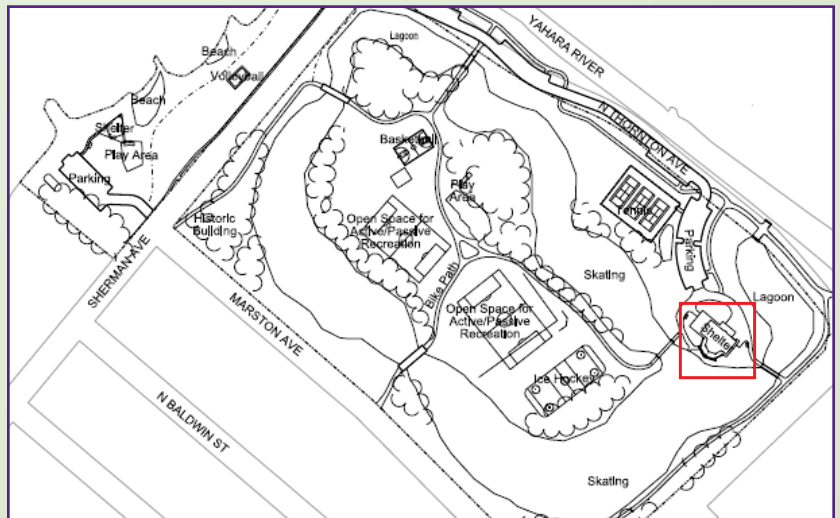 Lagoon
YAHARA RIVER
Beach
Volleyball
Beach
Shelter
Play Area
Parking
N THORNTON AVE
Basketball
Play
Area
Tennis
Historic
Building
Open Space for
Active/Passive
Recreation
Parking
SHERMAN AVE
Bike Path
Skating
MARSTON AVE
Lagoon
Open Space for
Active/Passive
Recreation
Shelter
Ice Hockey
N BALDWIN ST
Skating